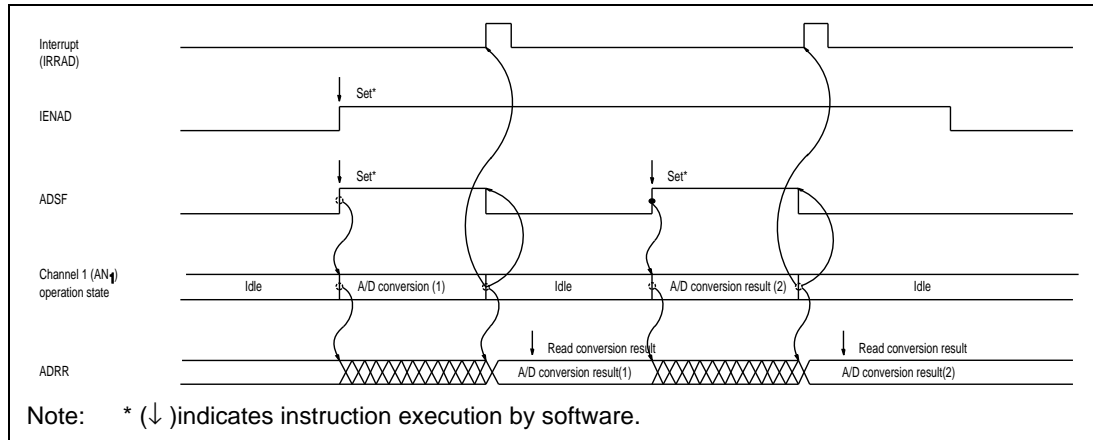 Interrupt
(IRRAD)
Set*
IENAD
Set*
Set*
ADSF
Channel 1 (AN1)
operation state
Idle
A/D conversion (1)
Idle
A/D conversion result (2)
Idle
Read conversion result
Read conversion result
ADRR
A/D conversion result(1)
A/D conversion result(2)
Note: * (↓ )indicates instruction execution by software.